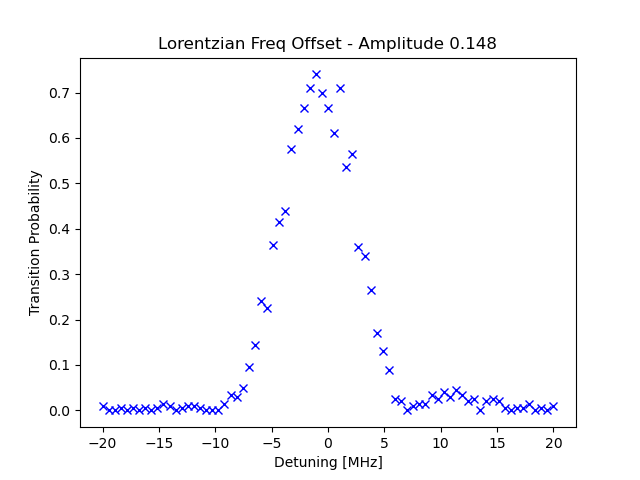 Lorentzian Freq Offset - Amplitude 0.148
Transition Probability
0.7
0.6
0.5
0.4
0.3
0.2
0.1
0.0
−20 −15 −10 −5 0 5 10 15 20
Detuning [MHz]